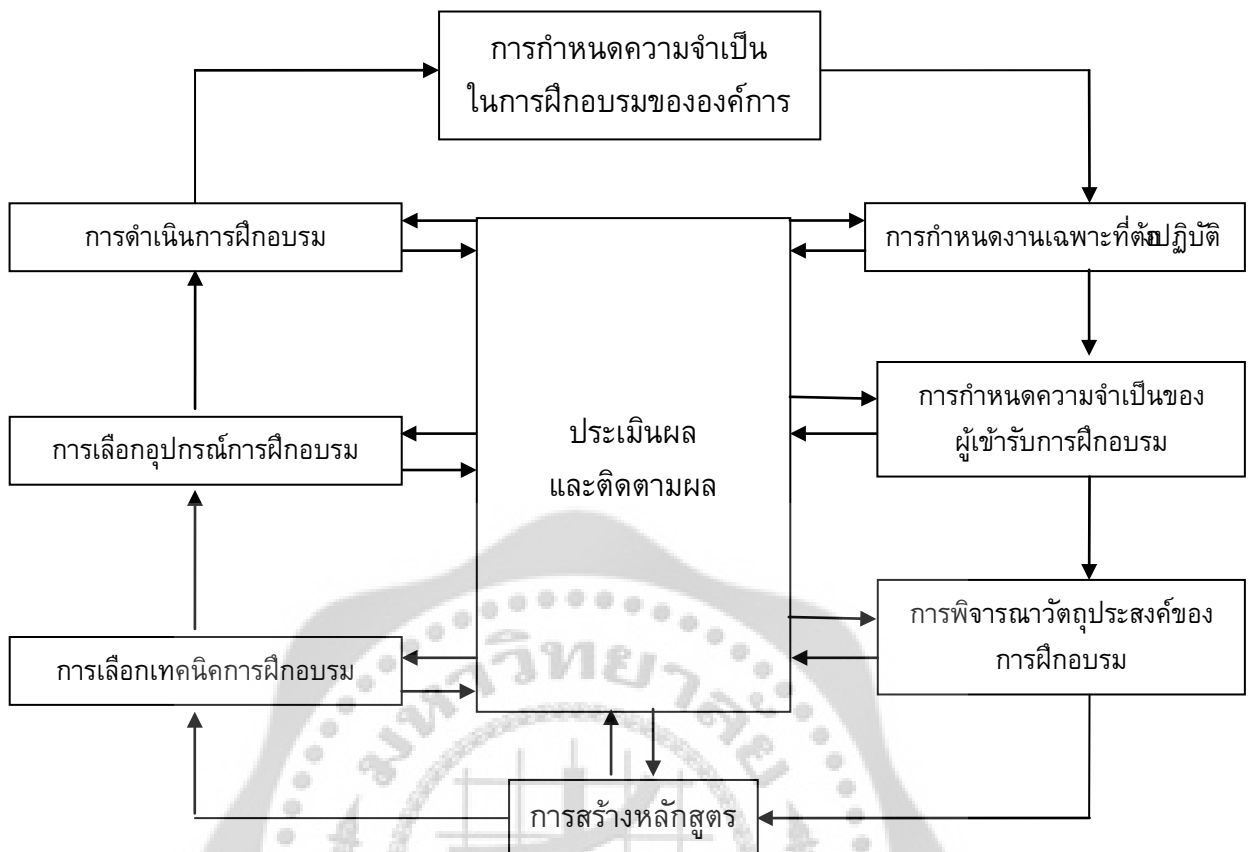 การกำหนดความจำเป็น
ในการฝึกอบรมขององค์การ
การดำเนินการฝึกอบรม
การกำหนดงานเฉพาะที่ต้องปฏิบัติ
การกำหนดความจำเป็นของ
ผู้เข้ารับการฝึกอบรม
ประเมินผล
และติดตามผล
การเลือกอุปกรณ์การฝึกอบรม
การพิจารณาวัตถุประสงค์ของ
การฝึกอบรม
การเลือกเทคนิคการฝึกอบรม
มหาวิทยาลัย
การสร้างหลักสูตร